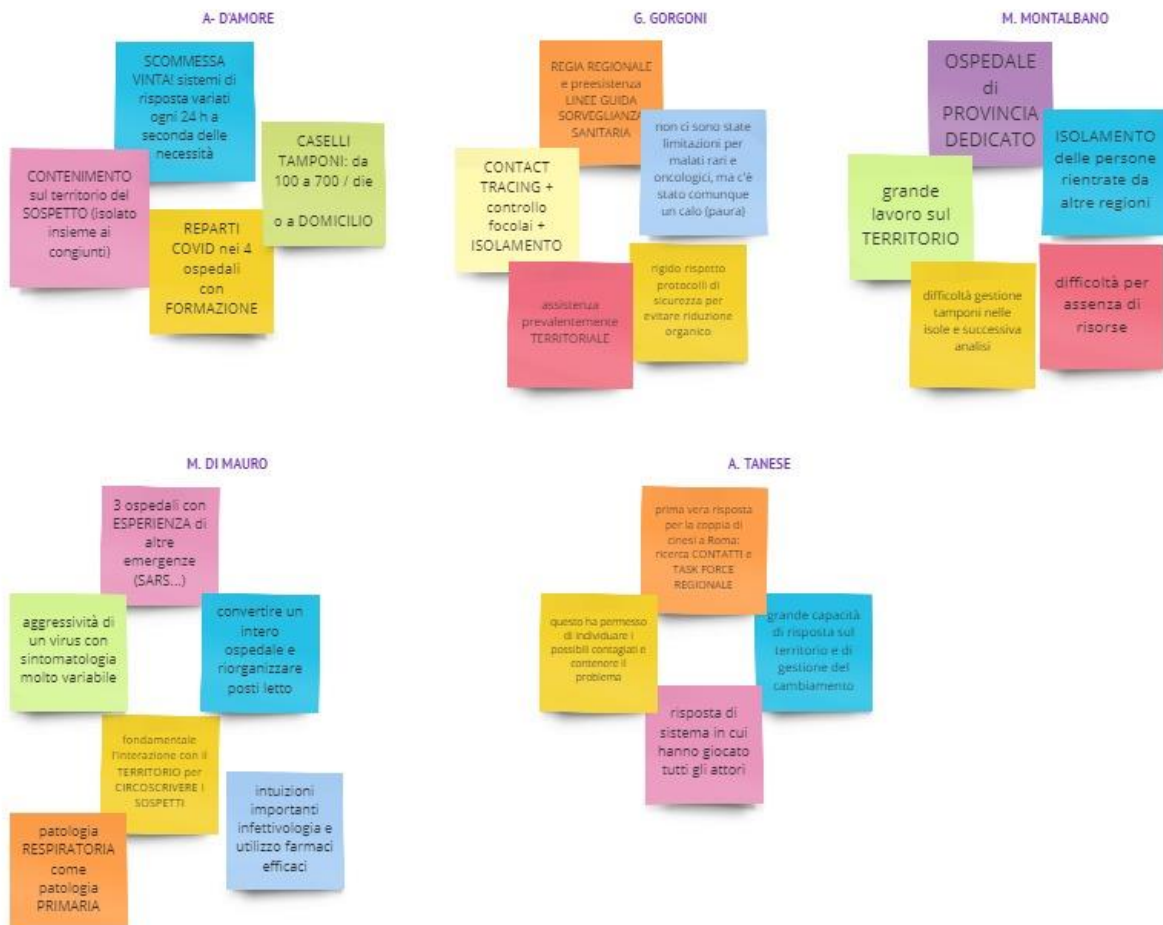 A- D'AMORE
SCOMMESSA
VINTA! sistemi di
risposta variati
ogni 24 h a
seconda delle
necessità
CASELLI
TAMPONI: da
100 a 700 / die
o a DOMICILIO
CONTENIMENTO
sul territorio del
SOSPETTO (isolato
insieme ai
congiunti)
REPARTI
COVID nei 4
ospedali
con
FORMAZIONE
G. GORGONI
REGIA REGIONALE
e preesistenza
LINEE GUIDA
SORVEGLIANZA
SANITARIA
non ci sono state
limitazioni per
malati rari e
oncologici, ma c'è
stato comunque
un calo (paura)
CONTACT
TRACING +
controllo
focolai +
ISOLAMENTO
rigido rispetto
protocolli di
sicurezza per
evitare riduzione
organico
assistenza
prevalentemente
TERRITORIALE
M. MONTALBANO
OSPEDALE
di
PROVINCIA
DEDICATO
ISOLAMENTO
delle persone
rientrate da
altre regioni
grande
lavoro sul
TERRITORIO
difficoltà gestione
tamponi nelle
isole e successiva
analisi
difficoltà per
assenza di
risorse
M. DI MAURO
3 ospedali con
ESPERIENZA di
altre
emergenze
(SARS...)
aggressività di
un virus con
sintomatologia
molto variabile
convertire un
intero
ospedale e
riorganizzare
posti letto
fondamentale
l'interazione con il
TERRITORIO per
CIRCOSCRIVERE I
SOSPETTI
intuizioni
importanti
infettivologia e
utilizzo farmaci
efficaci
patologia
RESPIRATORIA
come
patologia
PRIMARIA
A. TANESE
prima vera risposta
per la coppia di
cinesi a Roma:
ricerca CONTATTI e
TASK FORCE
REGIONALE
questo ha permesso
di individuare i
possibili contagiati e
contenere il
problema
grande capacità
di risposta sul
territorio e di
gestione del
cambiamento
risposta di
sistema in cui
hanno giocato
tutti gli attori